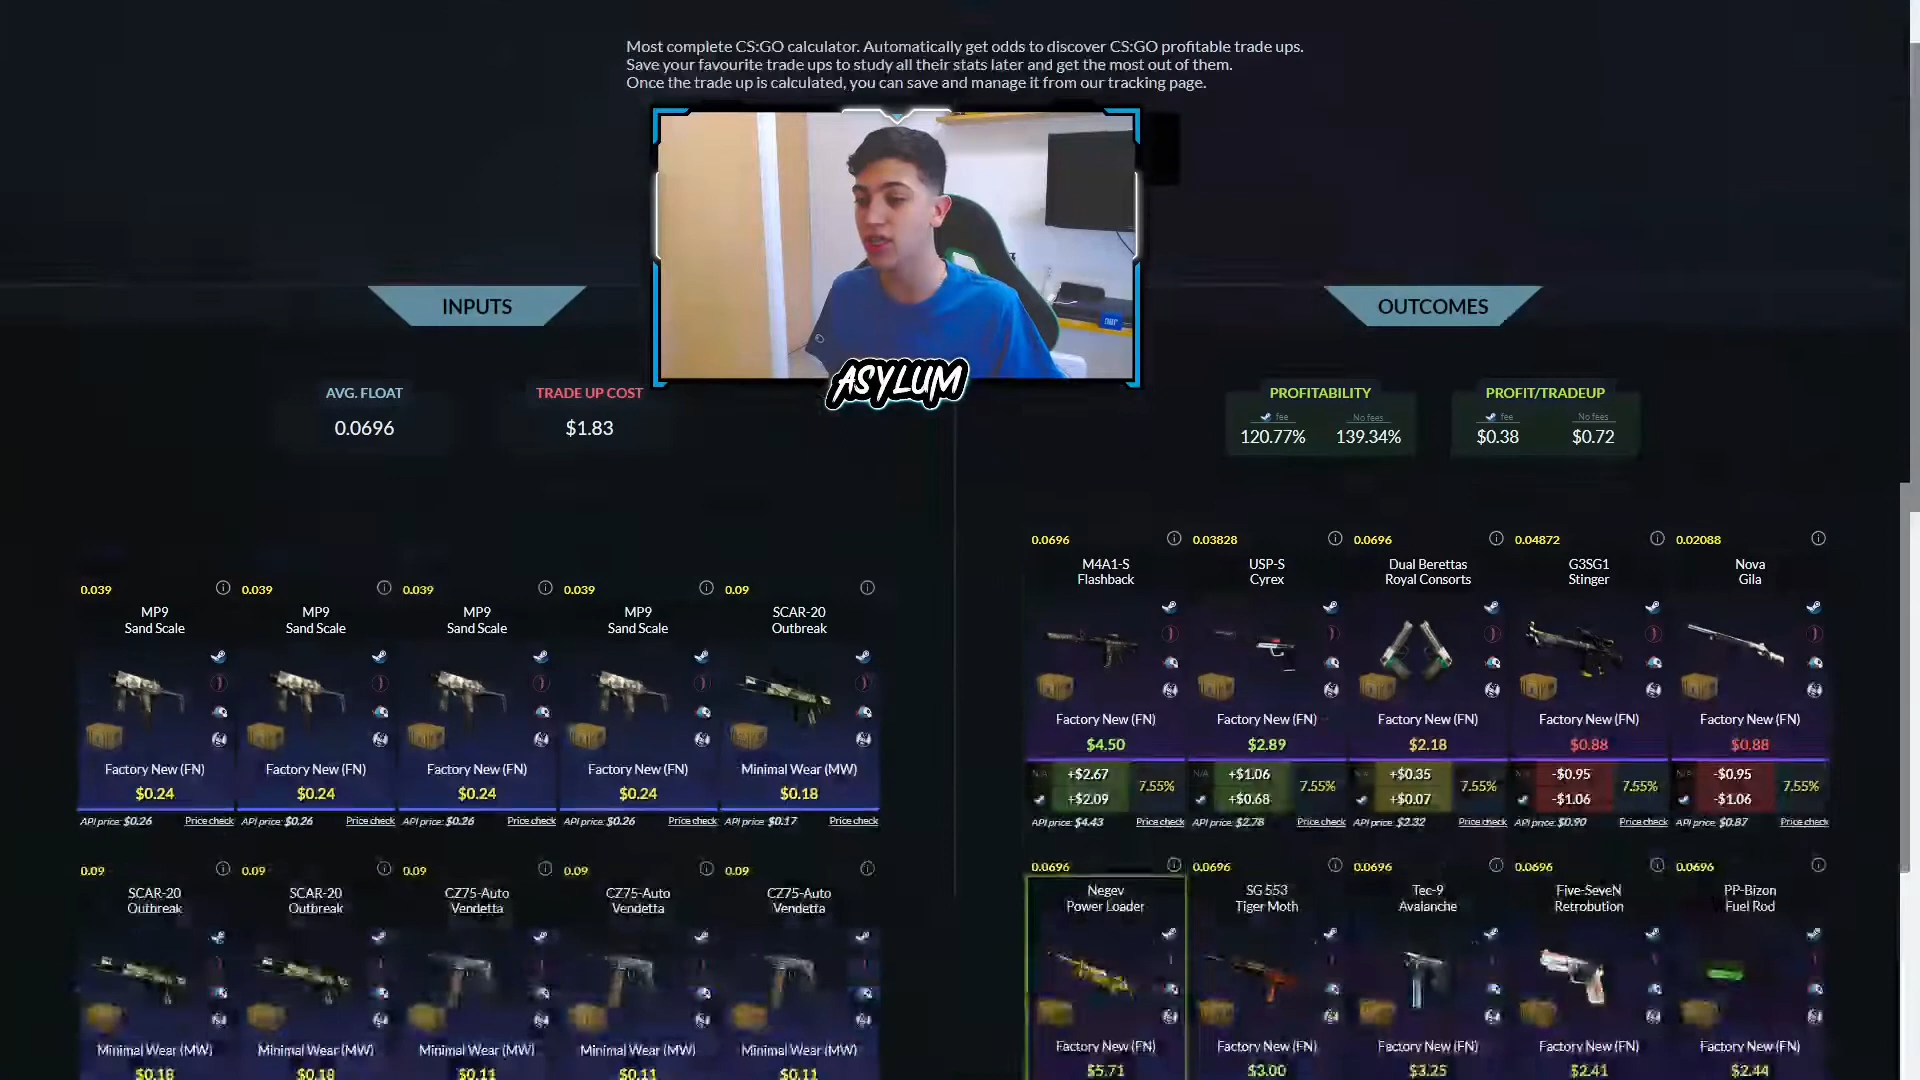 Most complete CS:GO calculator. Automatically get odds to discover CS:GO profitable trade ups.
Save your favourite trade ups to study all their stats later and get the most out of them.
Once the trade up is calculated, you can save and manage it from our tracking page.
ASYLUM
INPUTS
OUTCOMES
AVG. FLOAT
TRADE UP COST
0.0696
$1.83
PROFITABILITY
PROFIT/TRADEUP
fee No fees
fee No fees
120.77% 139.34%
$0.38 $0.72
0.039 0.039 0.039 0.039 0.09
MP9 MP9 MP9 MP9 SCAR-20
Sand Scale Sand Scale Sand Scale Sand Scale Outbreak
Factory New (FN) Factory New (FN) Factory New (FN) Factory New (FN) Minimal Wear (MW)
$0.24 $0.24 $0.24 $0.24 $0.18
API price: $0.26 Price check API price: $0.26 Price check API price: $0.26 Price check API price: $0.26 Price check API price: $0.17 Price check
0.09 0.09 0.09 0.09 0.09
SCAR-20 SCAR-20 CZ75-Auto CZ75-Auto CZ75-Auto
Outbreak Outbreak Vendetta Vendetta Vendetta
Minimal Wear (MW) Minimal Wear (MW) Minimal Wear (MW) Minimal Wear (MW) Minimal Wear (MW)
$0.18 $0.18 $0.11 $0.11 $0.11
0.0696 0.03828 0.0696 0.04872 0.02088
M4A1-S USP-S Dual Berettas G3SG1 Nova
Flashback Cyrex Royal Consorts Stinger Gila
Factory New (FN) Factory New (FN) Factory New (FN) Factory New (FN) Factory New (FN)
$4.50 $2.89 $2.18 $0.88 $0.88
N/A +$2.67 N/A +$1.06 N/A +$0.35 N/A -$0.95 N/A -$0.95
7.55% 7.55% 7.55% 7.55% 7.55%
+$2.09 +$0.68 +$0.07 -$1.06 -$1.06
API price: $4.43 Price check API price: $2.78 Price check API price: $2.32 Price check API price: $0.90 Price check API price: $0.87 Price check
0.0696 0.0696 0.0696 0.0696 0.0696
Negev SG 553 Tec-9 Five-SeveN PP-Bizon
Power Loader Tiger Moth Avalanche Retrobution Fuel Rod
Factory New (FN) Factory New (FN) Factory New (FN) Factory New (FN) Factory New (FN)
$5.71 $3.00 $3.25 $2.41 $2.44